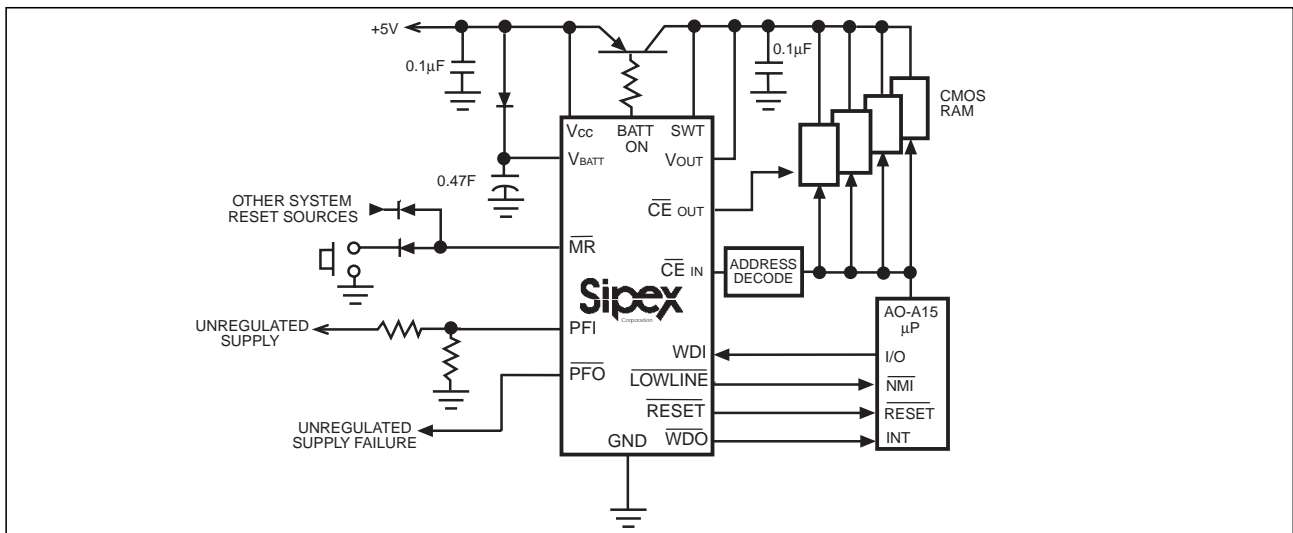 +5V
0.1µF
0.1µF
CMOS
RAM
Vcc
BATT
ON
SWT
VBATT
VOUT
0.47F
OTHER SYSTEM
RESET SOURCES
CE OUT
MR
CE IN
ADDRESS
DECODE
Sipex
Corporation
AO-A15
µP
UNREGULATED
SUPPLY
PFI
WDI
I/O
PFO
LOWLINE
NMI
RESET
RESET
UNREGULATED
SUPPLY FAILURE
GND
WDO
INT